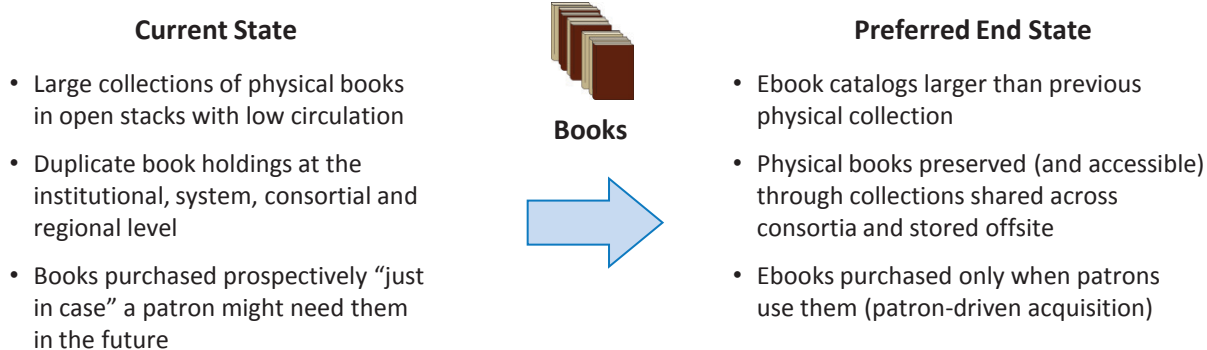 Current State
• Large collections of physical books
in open stacks with low circulation
• Duplicate book holdings at the
institutional, system, consortial and
regional level
• Books purchased prospectively “just
in case” a patron might need them
in the future
Books
Preferred End State
• Ebook catalogs larger than previous
physical collection
• Physical books preserved (and accessible)
through collections shared across
consortia and stored offsite
• Ebooks purchased only when patrons
use them (patron-driven acquisition)